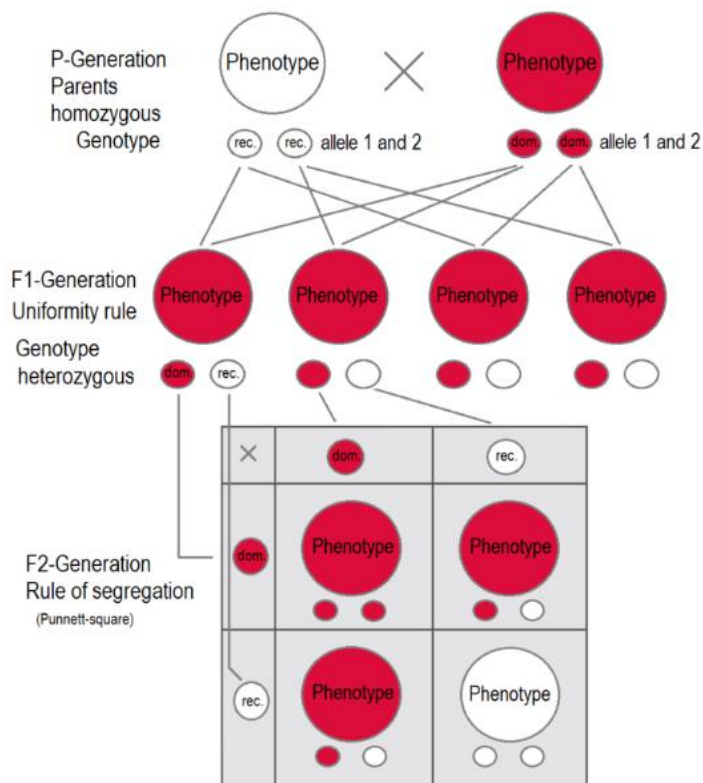 P-Generation
Parents
homozygous
Genotype
Phenotype
×
Phenotype
rec.
rec.
allele 1 and 2
dom.
dom.
allele 1 and 2
F1-Generation
Uniformity rule
Genotype
heterozygous
Phenotype
Phenotype
Phenotype
Phenotype
dom.
rec.
×
dom.
rec.
F2-Generation
Rule of segregation
(Punnett-square)
dom.
Phenotype
Phenotype
rec.
Phenotype
Phenotype